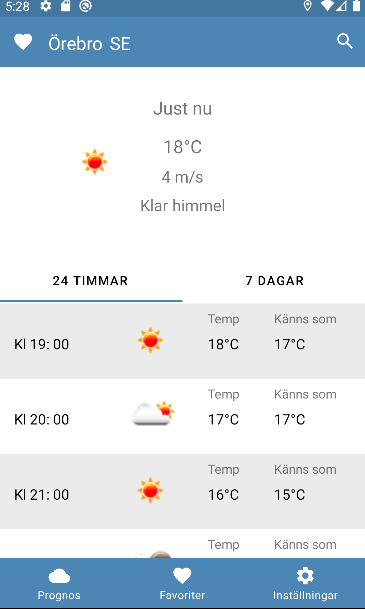 5:28
Örebro SE
Just nu
18°C
4 m/s
Klar himmel
24 TIMMAR 7 DAGAR
Temp Känns som
Kl 19: 00 18°C 17°C
Temp Känns som
Kl 20: 00 17°C 17°C
Temp Känns som
Kl 21: 00 16°C 15°C
Temp Känns som
Prognos Favoriter Inställningar